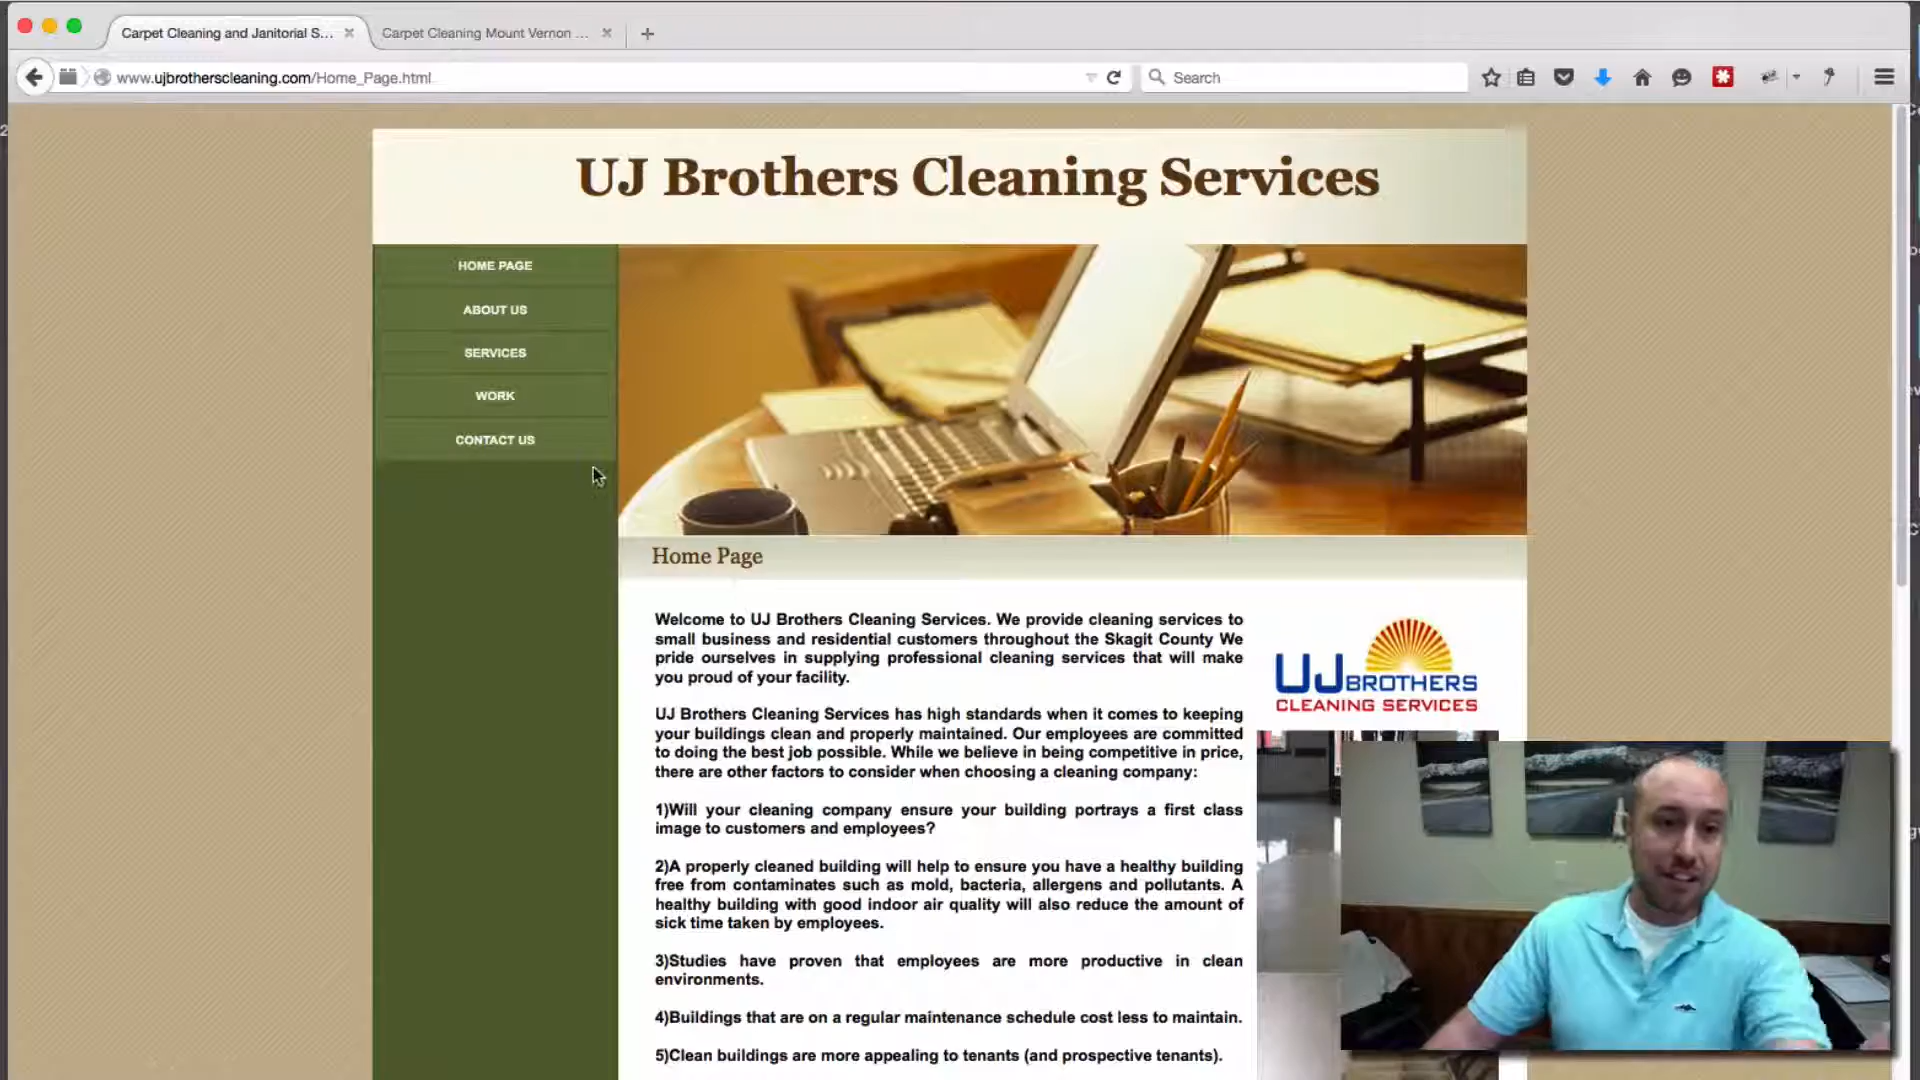 Carpet Cleaning and Janitorial S...
Carpet Cleaning Mount Vernon ...
www.ujbrotherscleaning.com/Home_Page.html
Search
UJ Brothers Cleaning Services
HOME PAGE
ABOUT US
SERVICES
WORK
CONTACT US
Home Page
Welcome to UJ Brothers Cleaning Services. We provide cleaning services to
small business and residential customers throughout the Skagit County We
pride ourselves in supplying professional cleaning services that will make
you proud of your facility.
UJ Brothers Cleaning Services has high standards when it comes to keeping
your buildings clean and properly maintained. Our employees are committed
to doing the best job possible. While we believe in being competitive in price,
there are other factors to consider when choosing a cleaning company:
1)Will your cleaning company ensure your building portrays a first class
image to customers and employees?
2)A properly cleaned building will help to ensure you have a healthy building
free from contaminates such as mold, bacteria, allergens and pollutants. A
healthy building with good indoor air quality will also reduce the amount of
sick time taken by employees.
3)Studies have proven that employees are more productive in clean
environments.
4)Buildings that are on a regular maintenance schedule cost less to maintain.
5)Clean buildings are more appealing to tenants (and prospective tenants).
UJ BROTHERS
CLEANING SERVICES